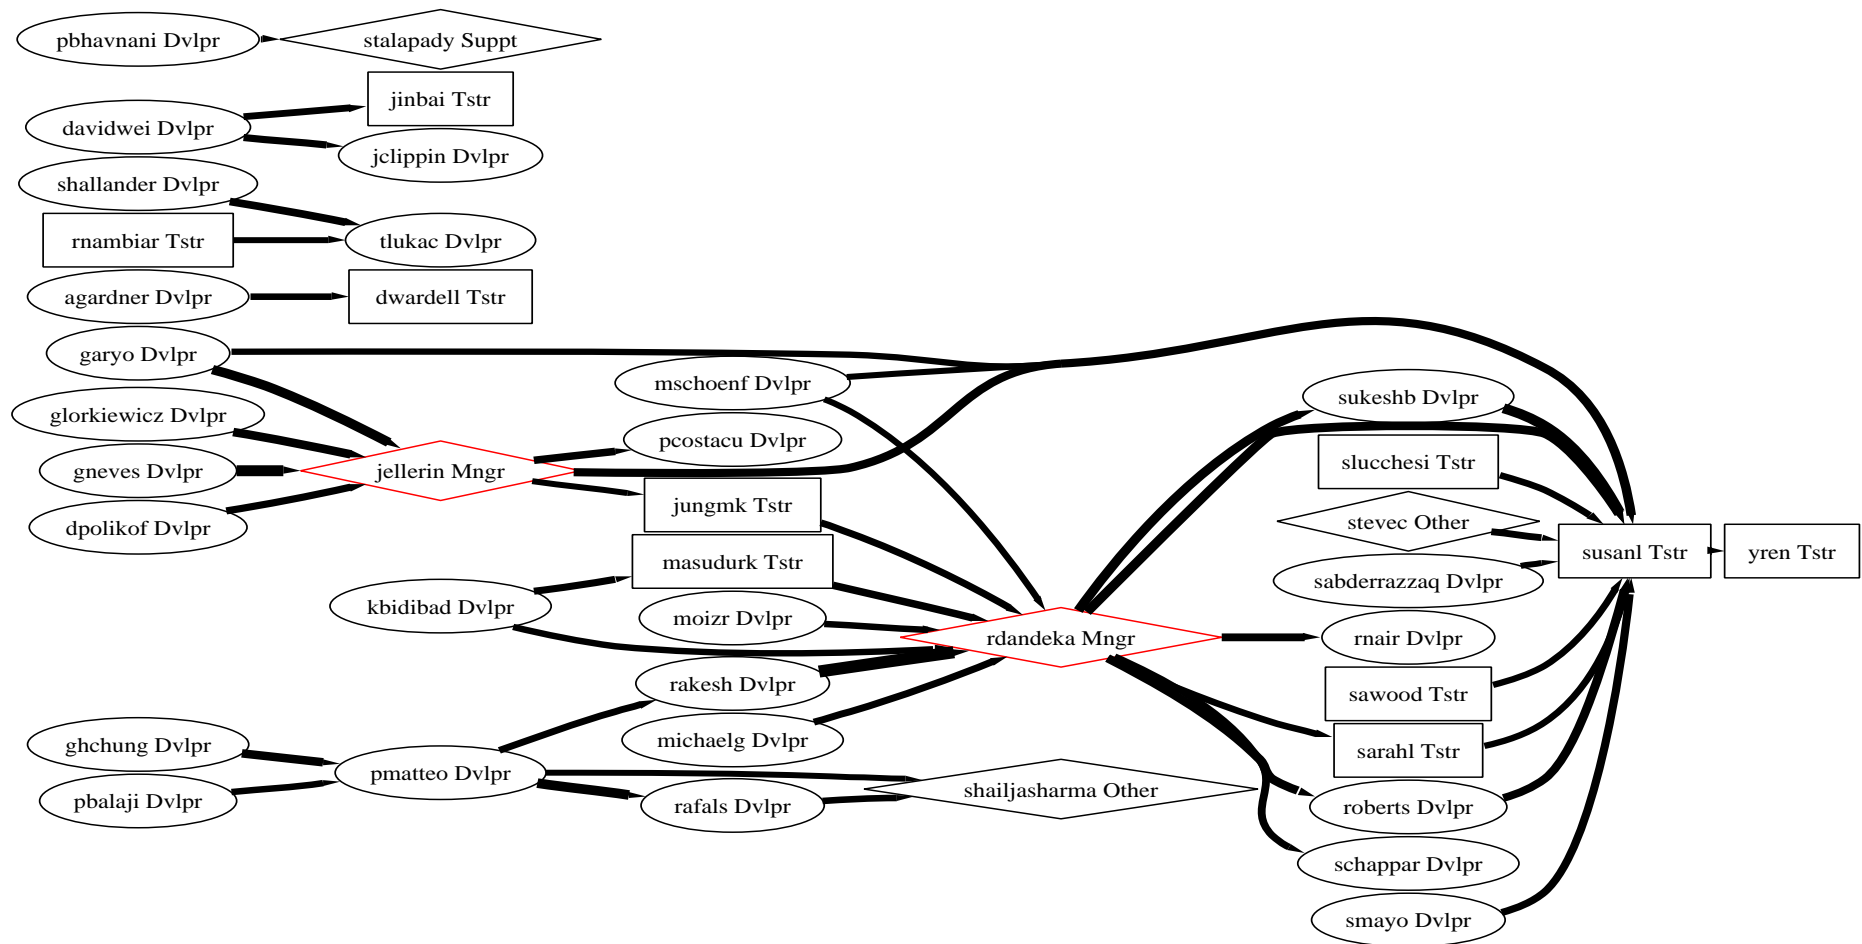 pbhavnani Dvlpr
stalapady Suppt
jinbai Tstr
davidwei Dvlpr
jclippin Dvlpr
shallander Dvlpr
rnambiar Tstr
tlukac Dvlpr
agardner Dvlpr
dwardell Tstr
garyo Dvlpr
mschoenf Dvlpr
sukeshb Dvlpr
glorkiewicz Dvlpr
pcostacu Dvlpr
slucchesi Tstr
gneves Dvlpr
jellerin Mngr
jungmk Tstr
stevec Other
dpolikof Dvlpr
masudurk Tstr
susanl Tstr
yren Tstr
sabderrazzaq Dvlpr
kbidibad Dvlpr
moizr Dvlpr
rdandeka Mngr
rnair Dvlpr
rakesh Dvlpr
sawood Tstr
ghchung Dvlpr
michaelg Dvlpr
sarahl Tstr
pmatteo Dvlpr
shailjasharma Other
pbalaji Dvlpr
rafals Dvlpr
roberts Dvlpr
schappar Dvlpr
smayo Dvlpr